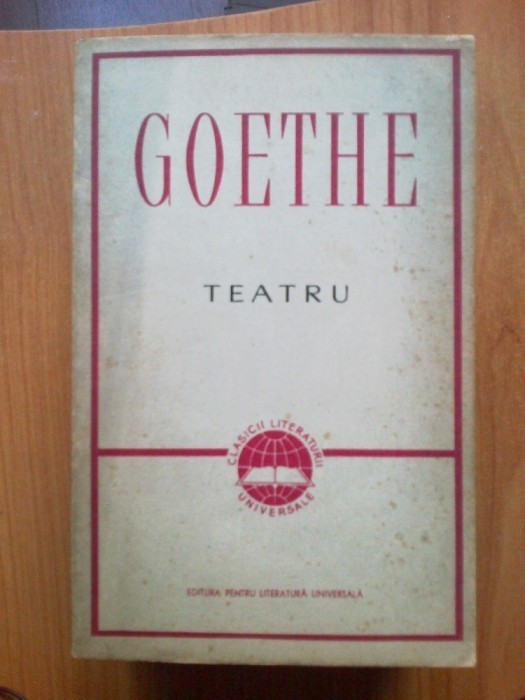 GOETHE
TEATRU
CLASICII LITERATURII
UNIVERSALE
EDITURA PENTRU LITERATURĂ UNIVERSALĂ